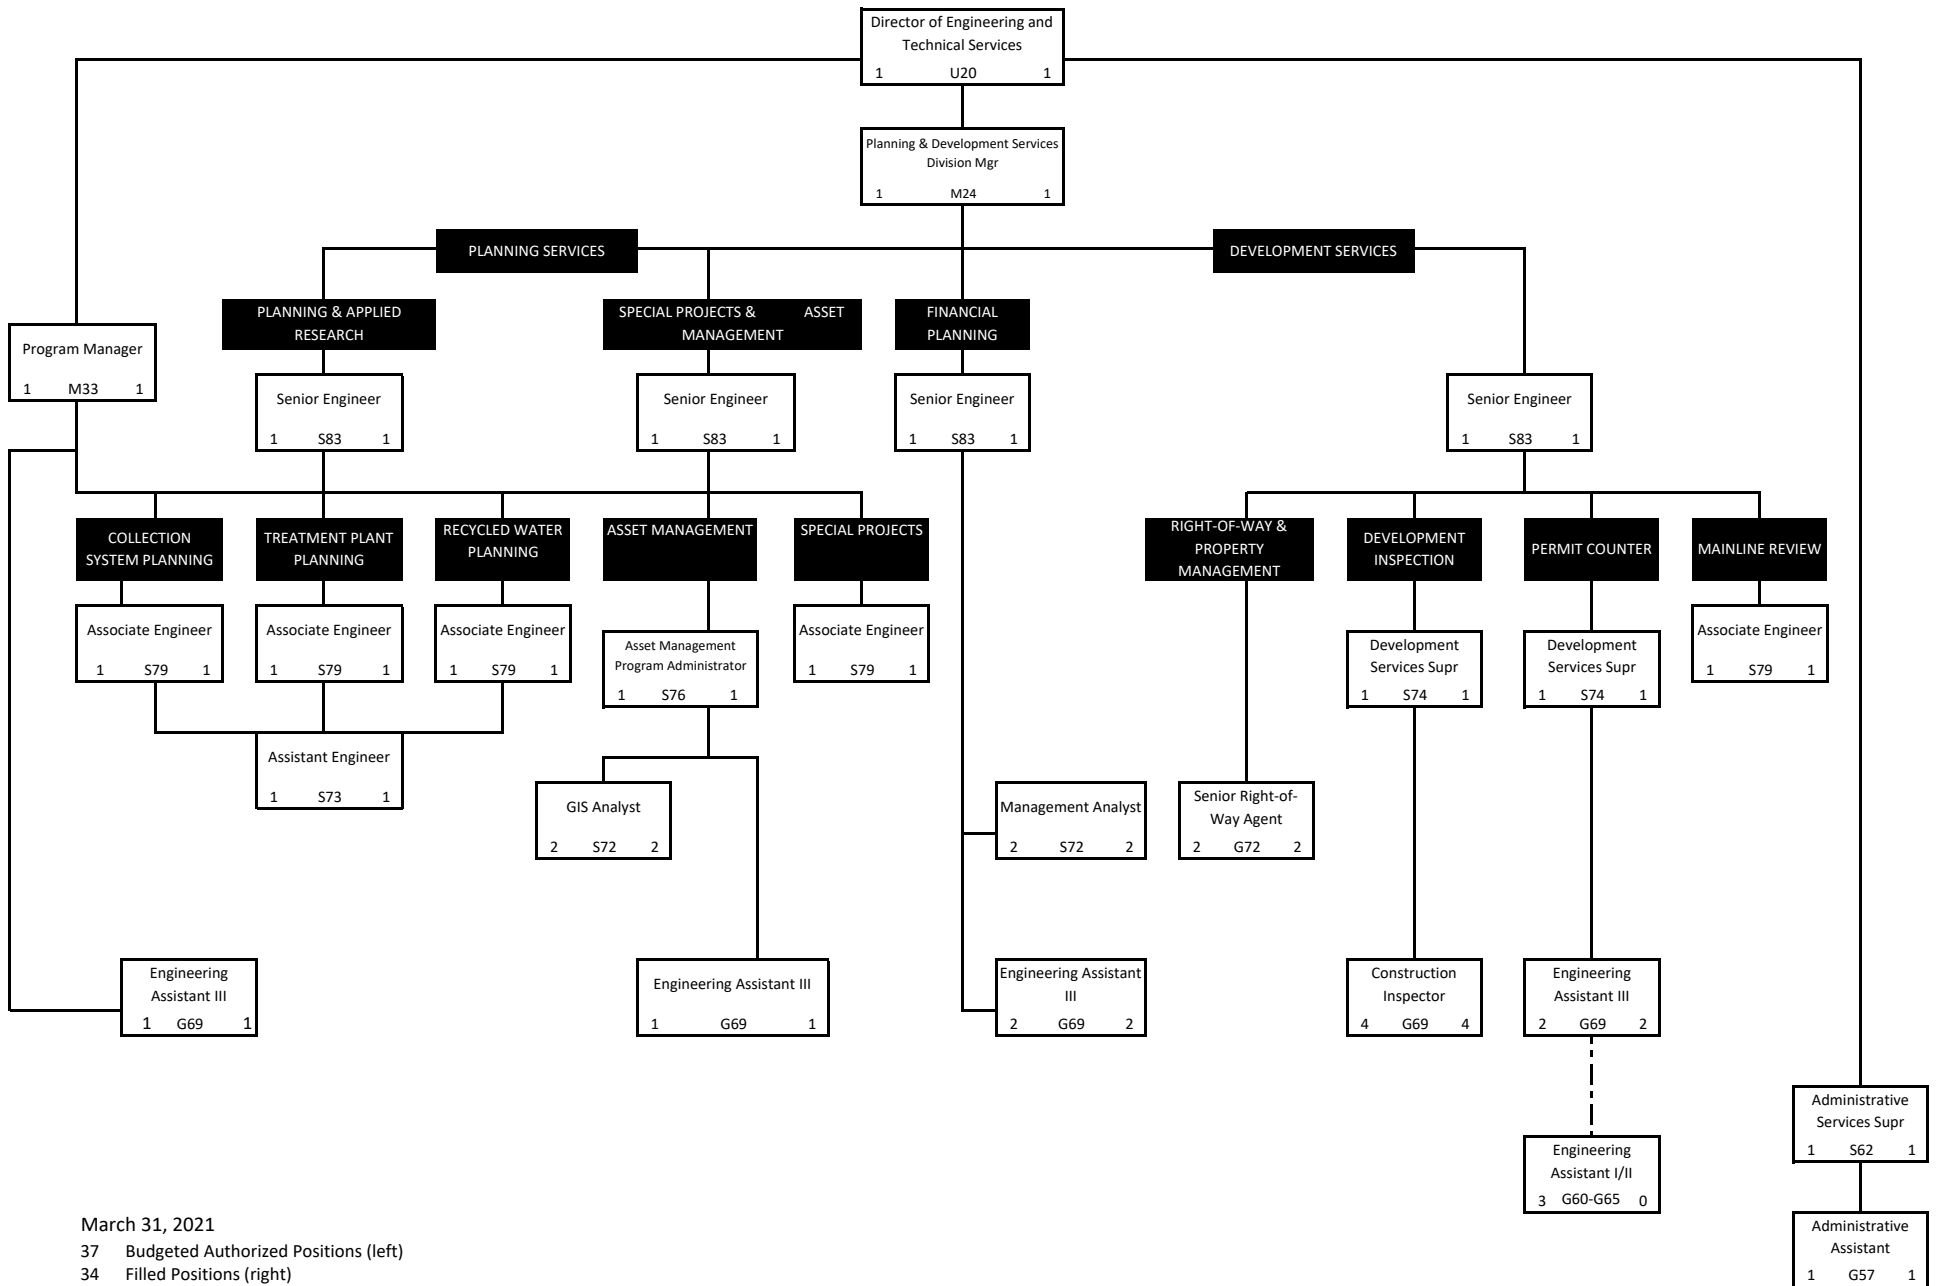 Director of Engineering and
Technical Services
1 U20 1
Planning & Development Services
Division Mgr
1 M24 1
PLANNING SERVICES
DEVELOPMENT SERVICES
PLANNING & APPLIED
RESEARCH
SPECIAL PROJECTS & ASSET
MANAGEMENT
FINANCIAL
PLANNING
Program Manager
1 M33 1
Senior Engineer
1 S83 1
Senior Engineer
1 S83 1
Senior Engineer
1 S83 1
Senior Engineer
1 S83 1
COLLECTION
SYSTEM PLANNING
TREATMENT PLANT
PLANNING
RECYCLED WATER
PLANNING
ASSET MANAGEMENT
SPECIAL PROJECTS
RIGHT-OF-WAY &
PROPERTY
MANAGEMENT
DEVELOPMENT
INSPECTION
PERMIT COUNTER
MAINLINE REVIEW
Associate Engineer
1 S79 1
Associate Engineer
1 S79 1
Associate Engineer
1 S79 1
Asset Management
Program Administrator
1 S76 1
Associate Engineer
1 S79 1
Development
Services Supr
1 S74 1
Development
Services Supr
1 S74 1
Associate Engineer
1 S79 1
Assistant Engineer
1 S73 1
GIS Analyst
2 S72 2
Management Analyst
2 S72 2
Senior Right-of-
Way Agent
2 G72 2
Engineering
Assistant III
1 G69 1
Engineering Assistant III
1 G69 1
Engineering Assistant
III
2 G69 2
Construction
Inspector
4 G69 4
Engineering
Assistant III
2 G69 2
Administrative
Services Supr
1 S62 1
Engineering
Assistant I/II
3 G60-G65 0
Administrative
Assistant
1 G57 1
March 31, 2021
37 Budgeted Authorized Positions (left)
34 Filled Positions (right)